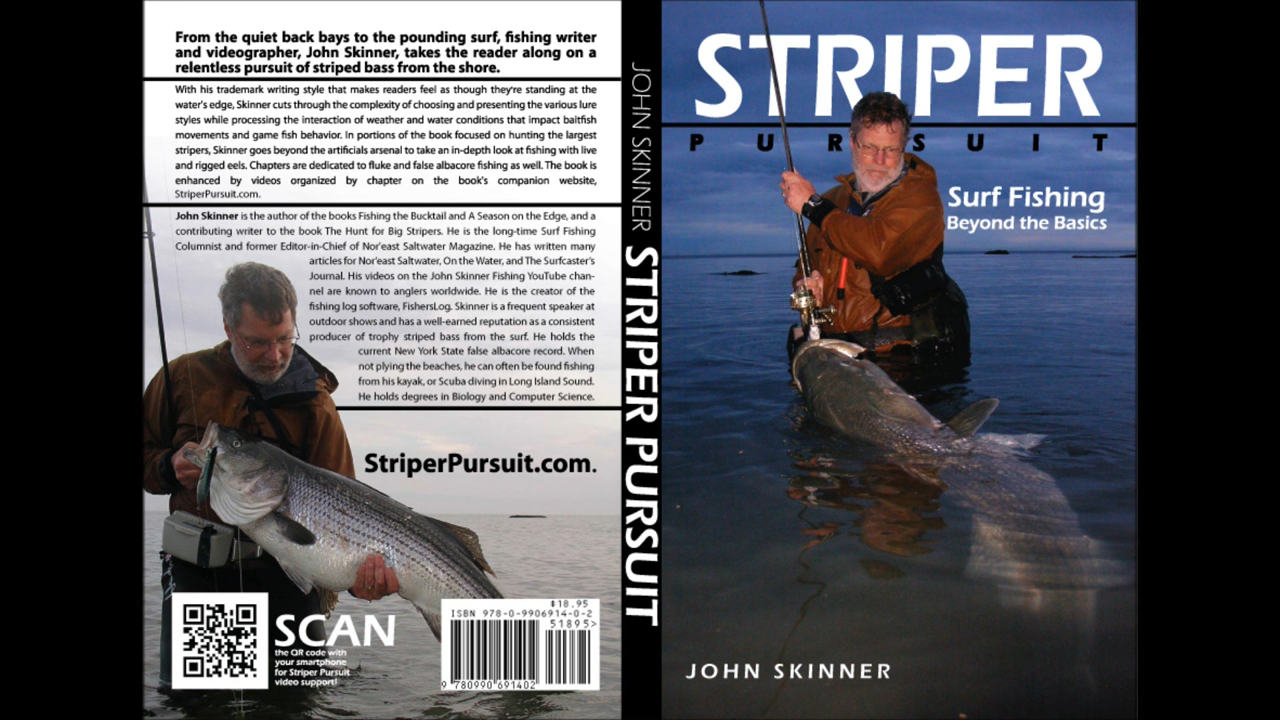 From the quiet back bays to the pounding surf, fishing writer
and videographer, John Skinner, takes the reader along on a
relentless pursuit of striped bass from the shore.
With his trademark writing style that makes readers feel as though they're standing at the
water's edge, Skinner cuts through the complexity of choosing and presenting the various lure
styles while processing the interaction of weather and water conditions that impact baitfish
movements and game fish behavior. In portions of the book focused on hunting the largest
stripers, Skinner goes beyond the artificials arsenal to take an in-depth look at fishing with live
and rigged eels. Chapters are dedicated to fluke and false albacore fishing as well. The book is
enhanced by videos organized by chapter on the book's companion website,
StriperPursuit.com.
John Skinner is the author of the books Fishing the Bucktail and A Season on the Edge, and a
contributing writer to the book The Hunt for Big Stripers. He is the long-time Surf Fishing
Columnist and former Editor-in-Chief of Nor'east Saltwater Magazine. He has written many
articles for Nor'east Saltwater, On the Water, and The Surfcaster's
Journal. His videos on the John Skinner Fishing YouTube chan-
nel are known to anglers worldwide. He is the creator of the
fishing log software, FishersLog. Skinner is a frequent speaker at
outdoor shows and has a well-earned reputation as a consistent
producer of trophy striped bass from the surf. He holds the
current New York State false albacore record. When
not plying the beaches, he can often be found fishing
from his kayak, or Scuba diving in Long Island Sound.
He holds degrees in Biology and Computer Science.
StriperPursuit.com.
SCAN
the QR code with
your smartphone
for Striper Pursuit
video support!
$18.95
ISBN 978-0-9906914-0-2
51895>
9 780990 691402
JOHN SKINNER STRIPER PURSUIT
STRIPER
PURSUIT
Surf Fishing
Beyond the Basics
JOHN SKINNER